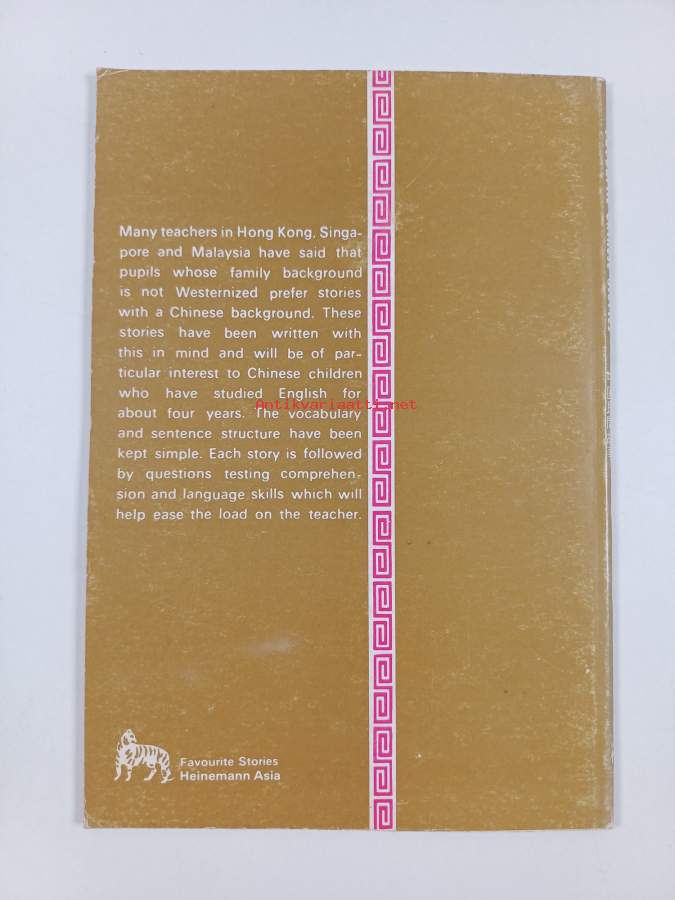 Many teachers in Hong Kong, Singa-
pore and Malaysia have said that
pupils whose family background
is not Westernized prefer stories
with a Chinese background. These
stories have been written with
this in mind and will be of par-
ticular interest to Chinese children
who have studied English for
about four years. The vocabulary
and sentence structure have been
kept simple. Each story is followed
by questions testing comprehen-
sion and language skills which will
help ease the load on the teacher.
Antikvariaatti.net
Favourite Stories
Heinemann Asia